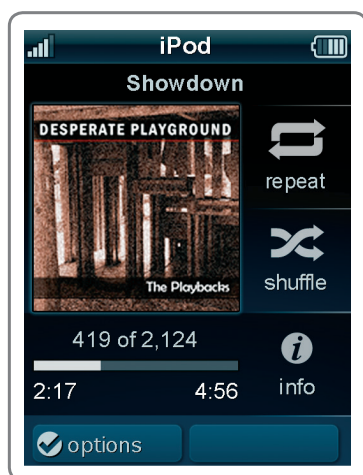 iPod
Showdown
DESPERATE PLAYGROUND
The Playbacks
repeat
shuffle
419 of 2,124
2:17 4:56
info
options